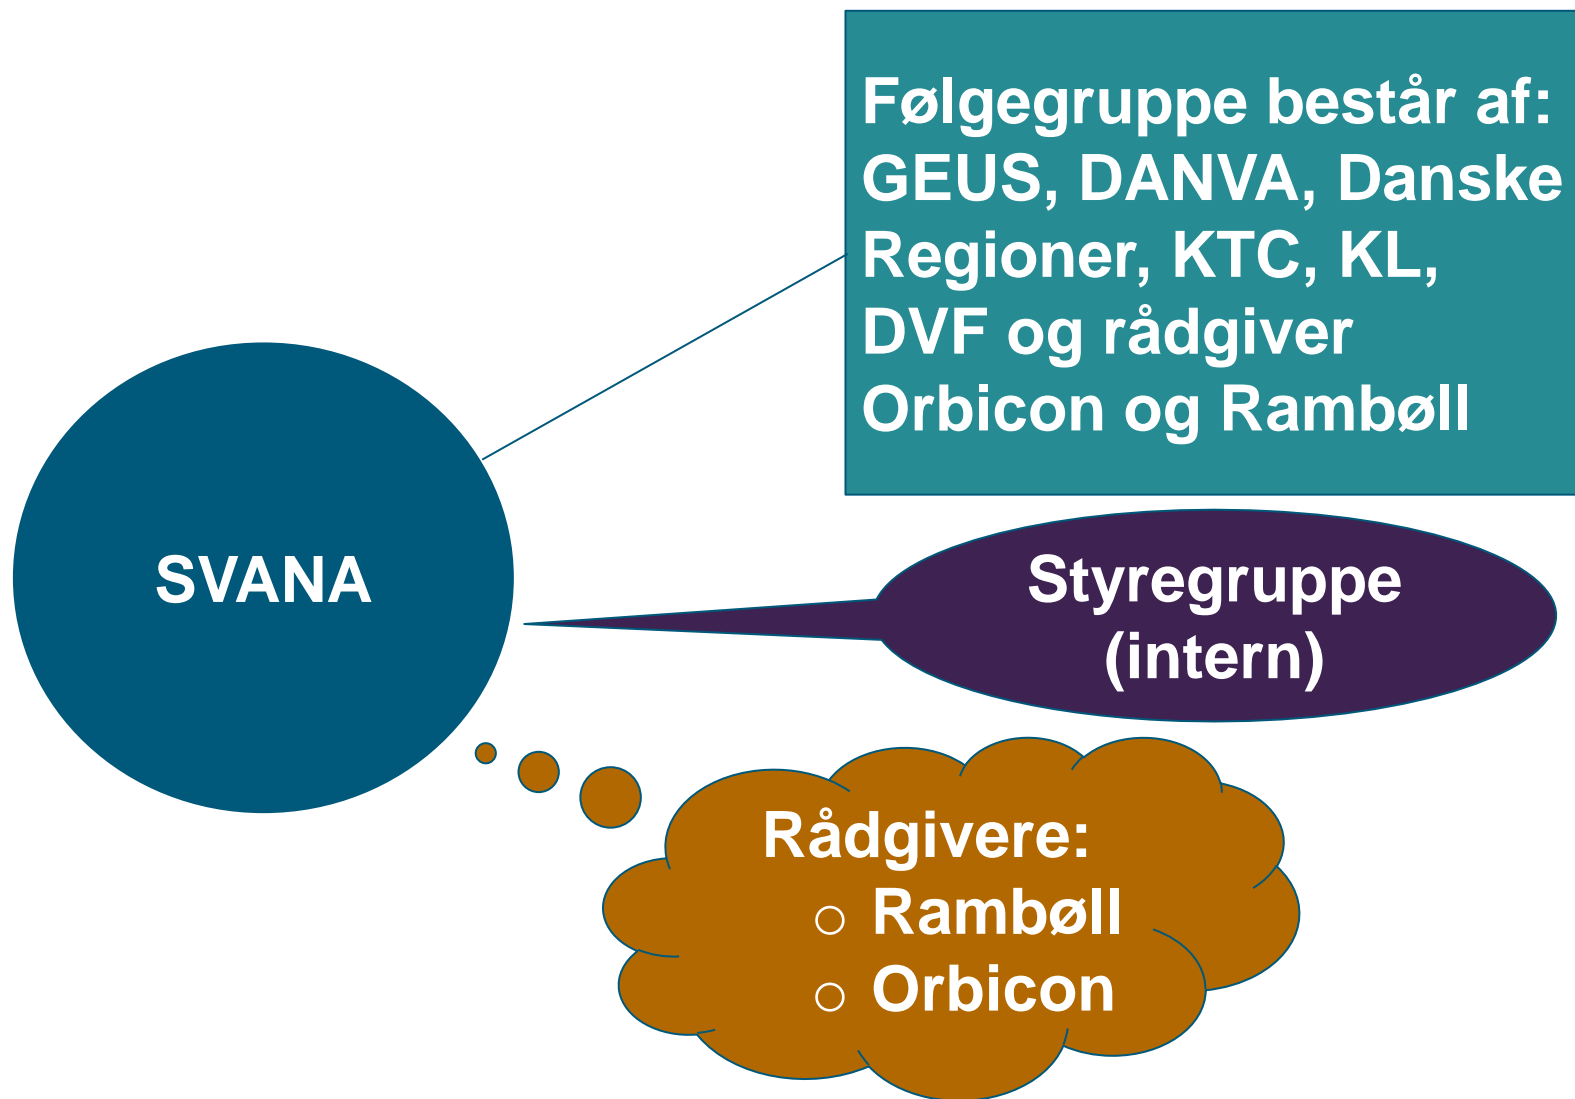 Følgegruppe består af:
GEUS, DANVA, Danske
Regioner, KTC, KL,
DVF og rådgiver
Orbicon og Rambøll
SVANA
Styregruppe
(intern)
Rådgivere:
o Rambøll
o Orbicon